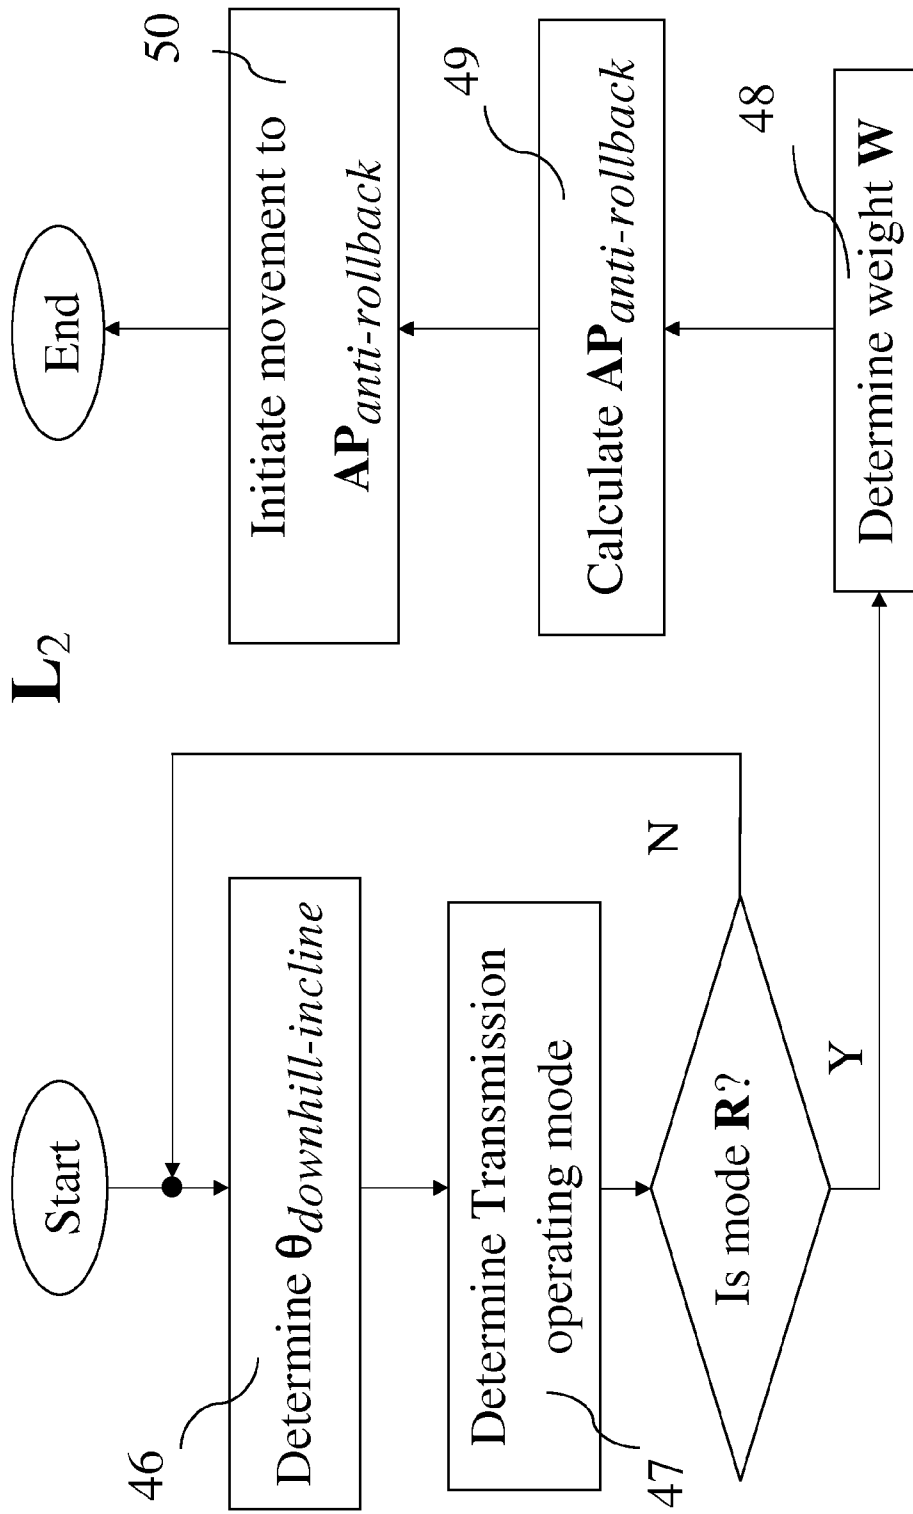 L2
Start
46
Determine θdownhill-incline
Determine Transmission
operating mode
47
Is mode R?
N
Y
Determine weight W
48
Calculate APanti-rollback
49
Initiate movement to
APanti-rollback
50
End